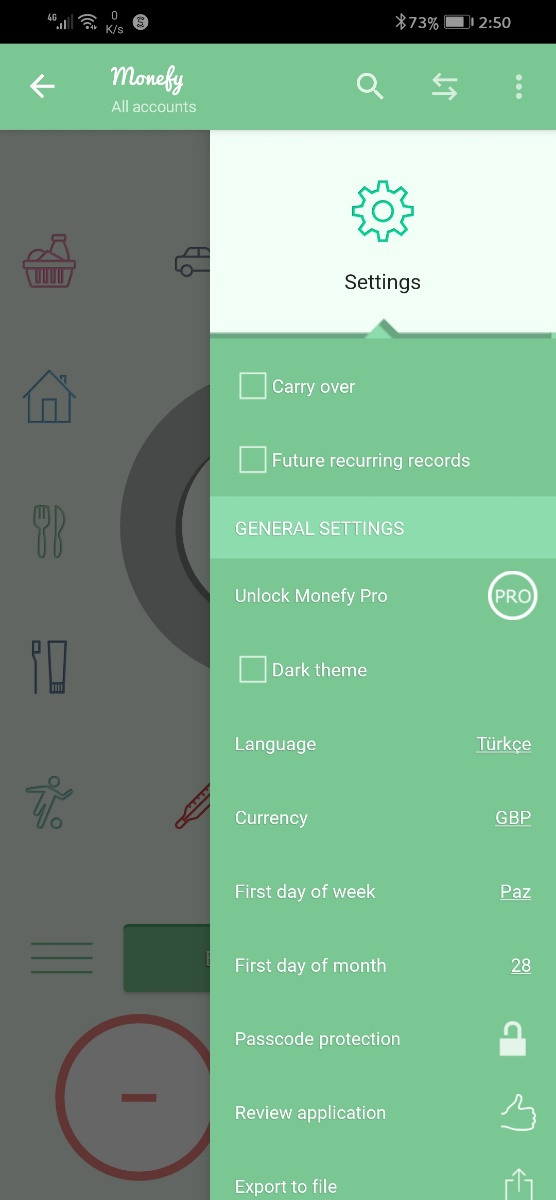 4G
0
K/s
73%
2:50
Monefy
All accounts
Settings
Carry over
Future recurring records
GENERAL SETTINGS
Unlock Monefy Pro
PRO
Dark theme
Language
Türkçe
Currency
GBP
First day of week
Paz
First day of month
28
Passcode protection
Review application
Export to file